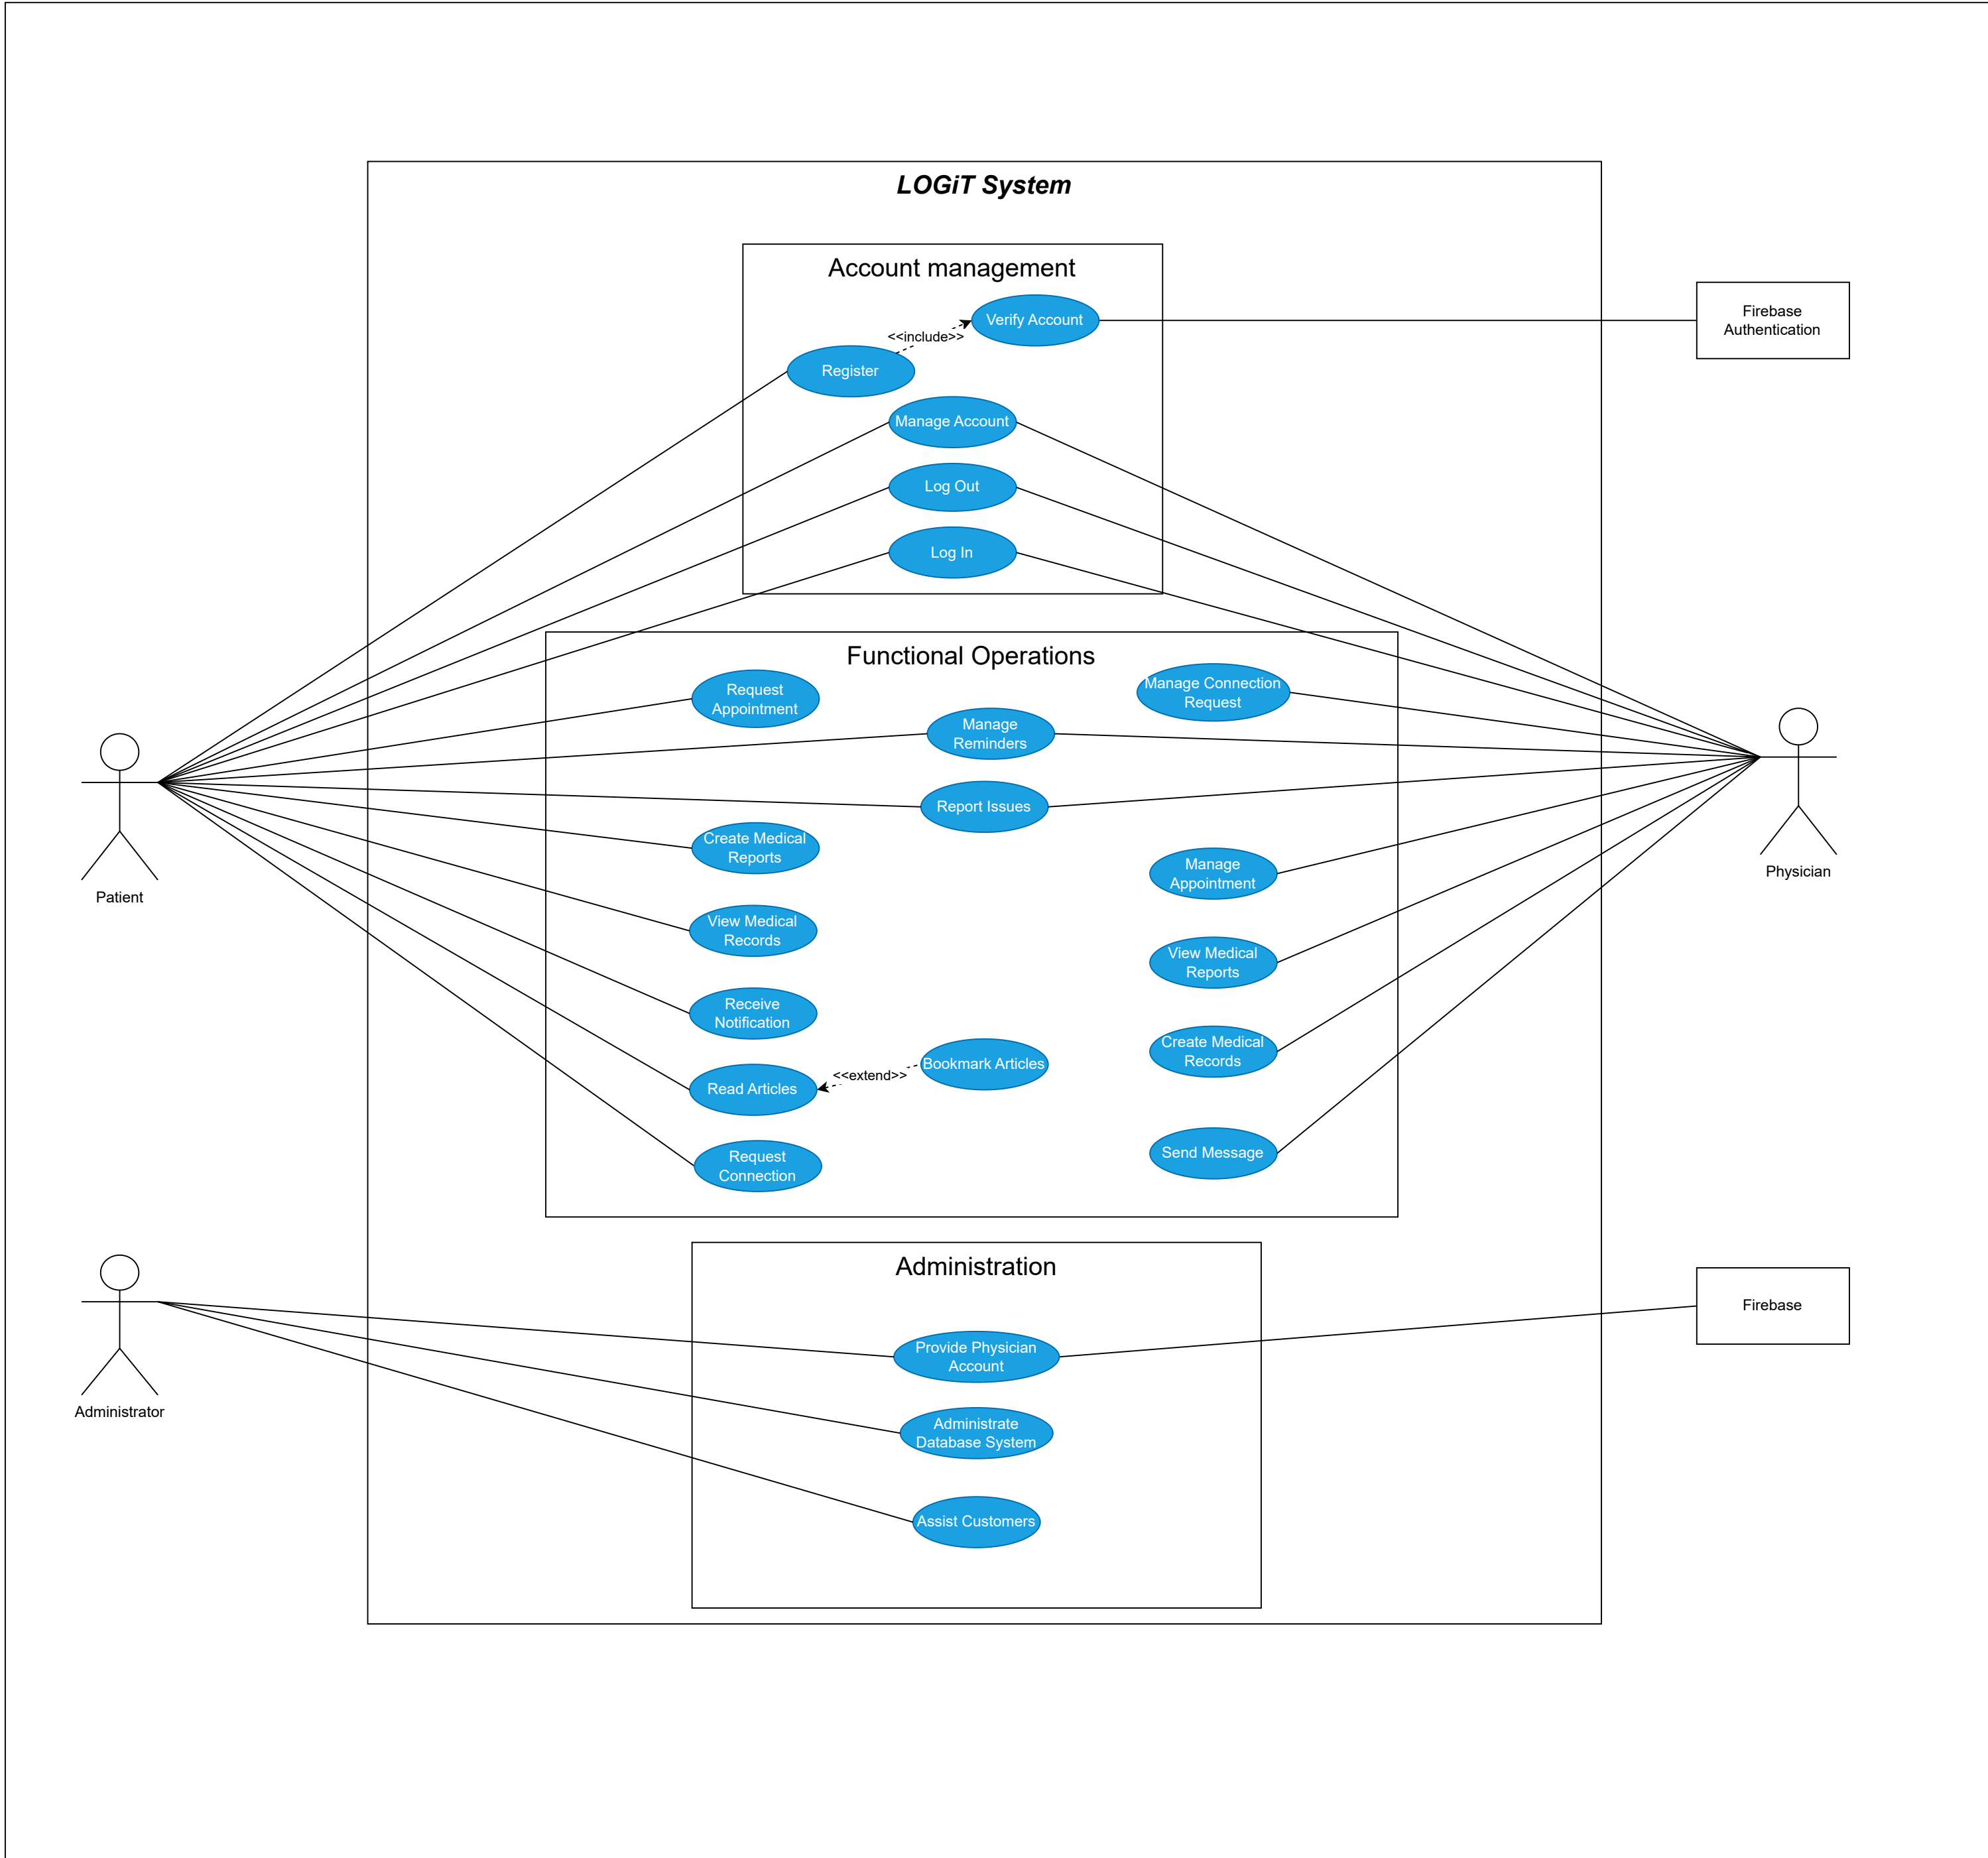 LOGiT System
Account management
Verify Account
<<include>>
Register
Manage Account
Log Out
Log In
Firebase
Authentication
Functional Operations
Request
Appointment
Manage Connection
Request
Manage
Reminders
Report Issues
Create Medical
Reports
Manage
Appointment
View Medical
Records
View Medical
Reports
Receive
Notification
Create Medical
Records
Bookmark Articles
<<extend>>
Read Articles
Request
Connection
Send Message
Patient
Physician
Administration
Provide Physician
Account
Administrate
Database System
Assist Customers
Administrator
Firebase